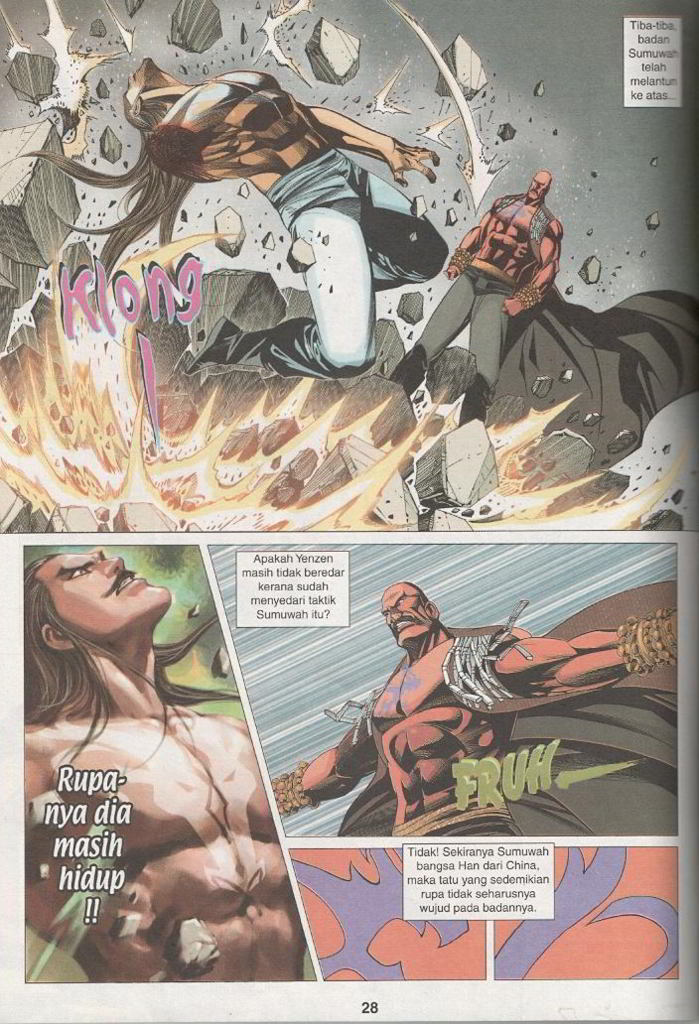 Tiba-tiba,
badan
Sumuwah
telah
melantun
ke atas...
Klong
!
Apakah Yenzen
masih tidak beredar
kerana sudah
menyedari taktik
Sumuwah itu?
Rupa-
nya dia
masih
hidup
!!
FRUH
Tidak! Sekiranya Sumuwah
bangsa Han dari China,
maka tatu yang sedemikian
rupa tidak seharusnya
wujud pada badannya.
28